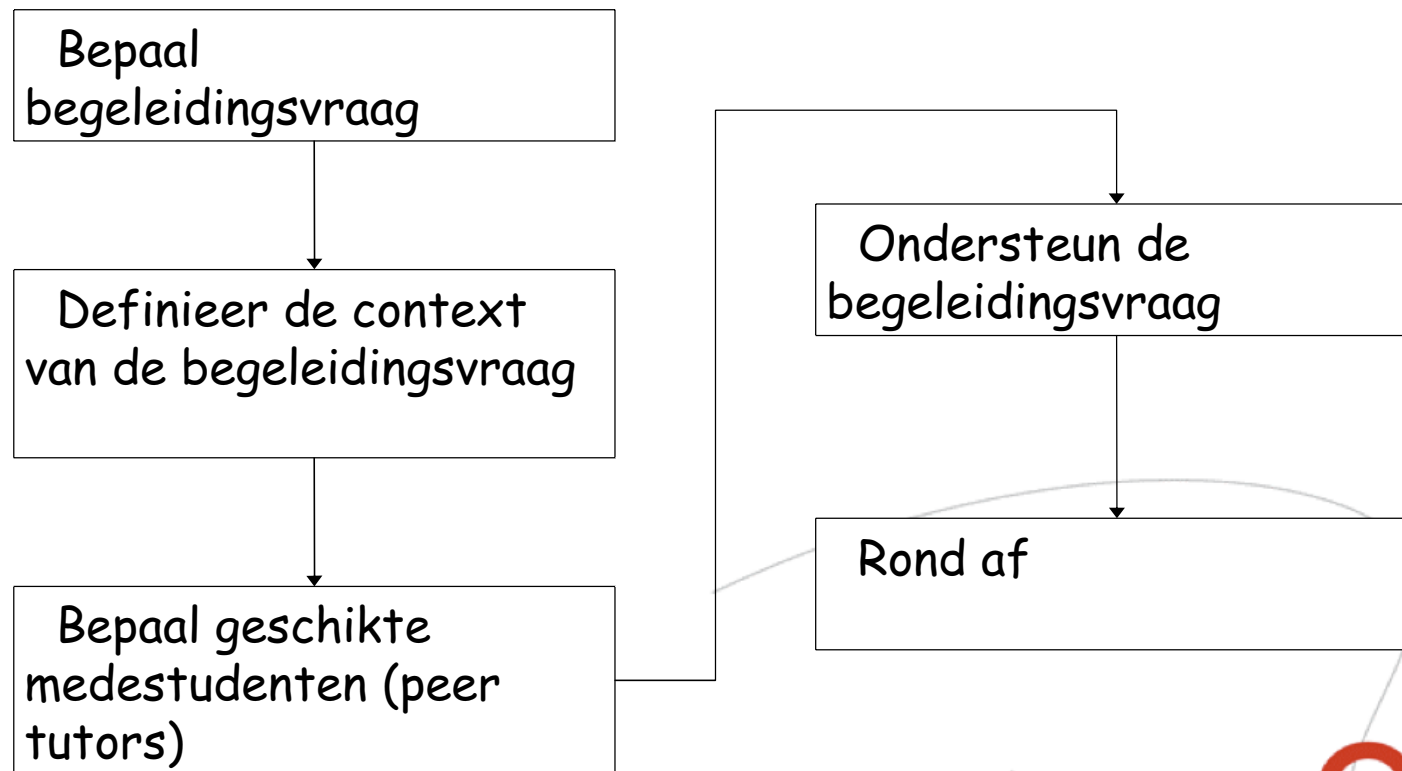 Bepaal
begeleidingsvraag
Definieer de context
van de begeleidingsvraag
Bepaal geschikte
medestudenten (peer
tutors)
Ondersteun de
begeleidingsvraag
Rond af